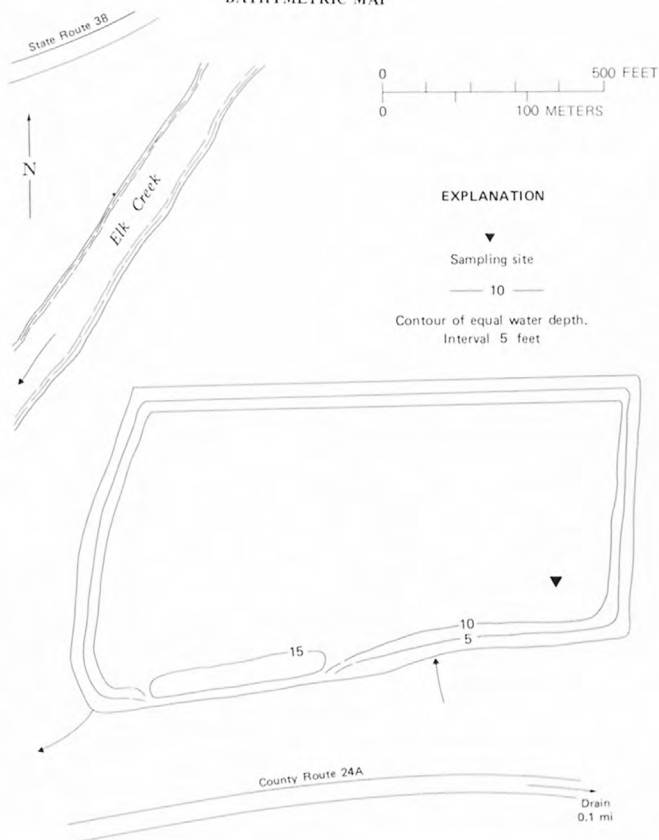 BATHYMETRIC MAP
State Route 38
0 500 FEET
0 100 METERS
N
Elk Creek
EXPLANATION
Sampling site
10
Contour of equal water depth.
Interval 5 feet
10
5
15
County Route 24A
Drain
0.1 mi